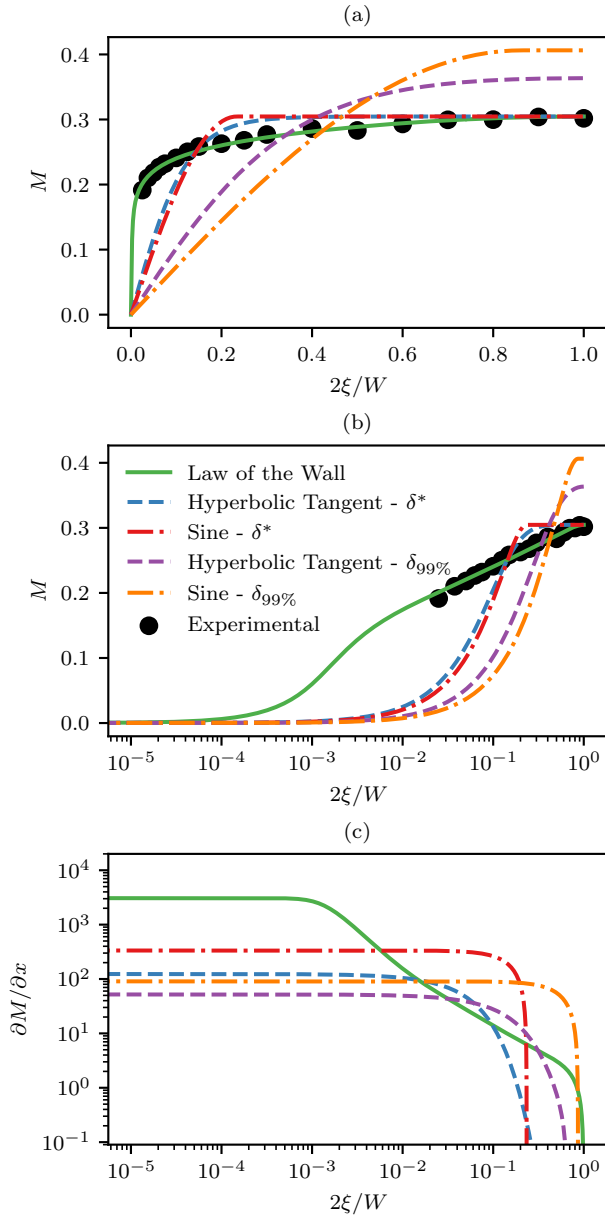 (a)
M
0.4
0.3
0.2
0.1
0.0
0.0 0.2 0.4 0.6 0.8 1.0
2ξ/W
(b)
M
0.4
0.3
0.2
0.1
0.0
Law of the Wall
Hyperbolic Tangent - δ*
Sine - δ*
Hyperbolic Tangent - δ₉₉%
Sine - δ₉₉%
Experimental
10⁻⁵ 10⁻⁴ 10⁻³ 10⁻² 10⁻¹ 10⁰
2ξ/W
(c)
∂M/∂x
10⁴
10³
10²
10¹
10⁰
10⁻¹
10⁻⁵ 10⁻⁴ 10⁻³ 10⁻² 10⁻¹ 10⁰
2ξ/W